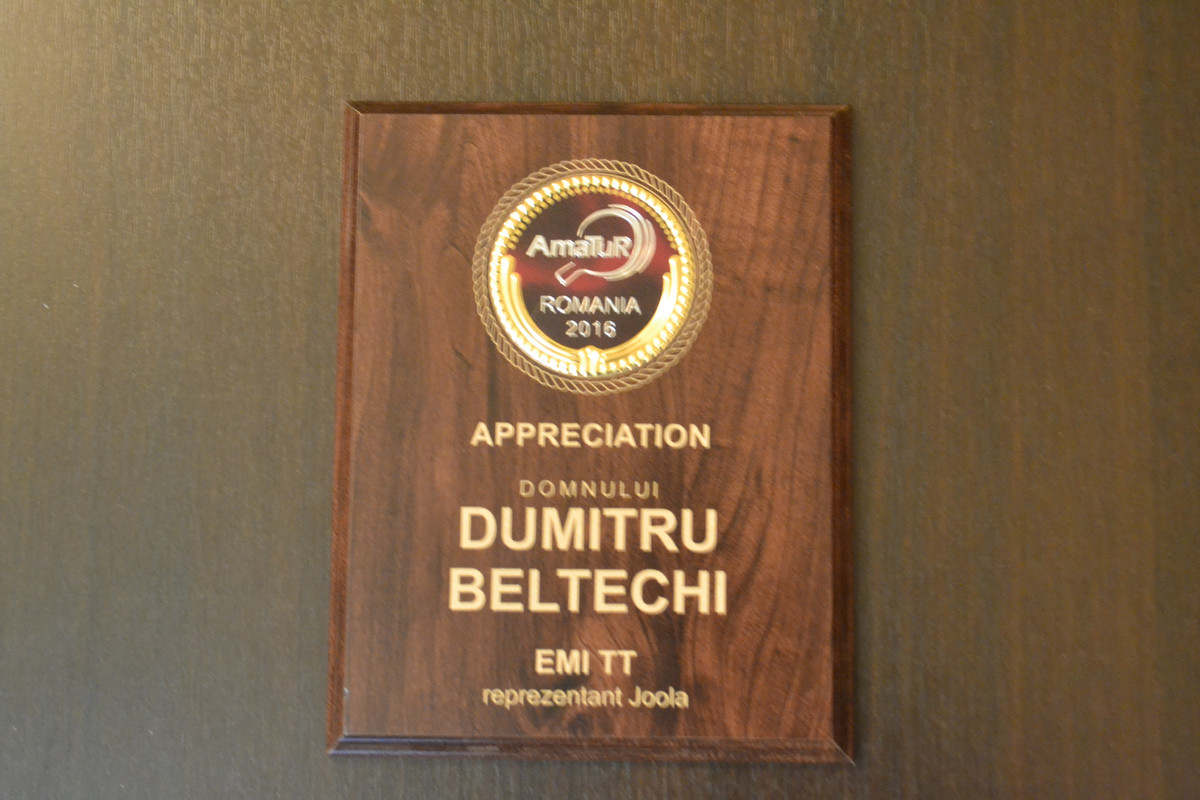 AmaTuR
ROMANIA
2016
APPRECIATION
DOMNULUI
DUMITRU
BELTECHI
EMI TT
reprezentant Joola